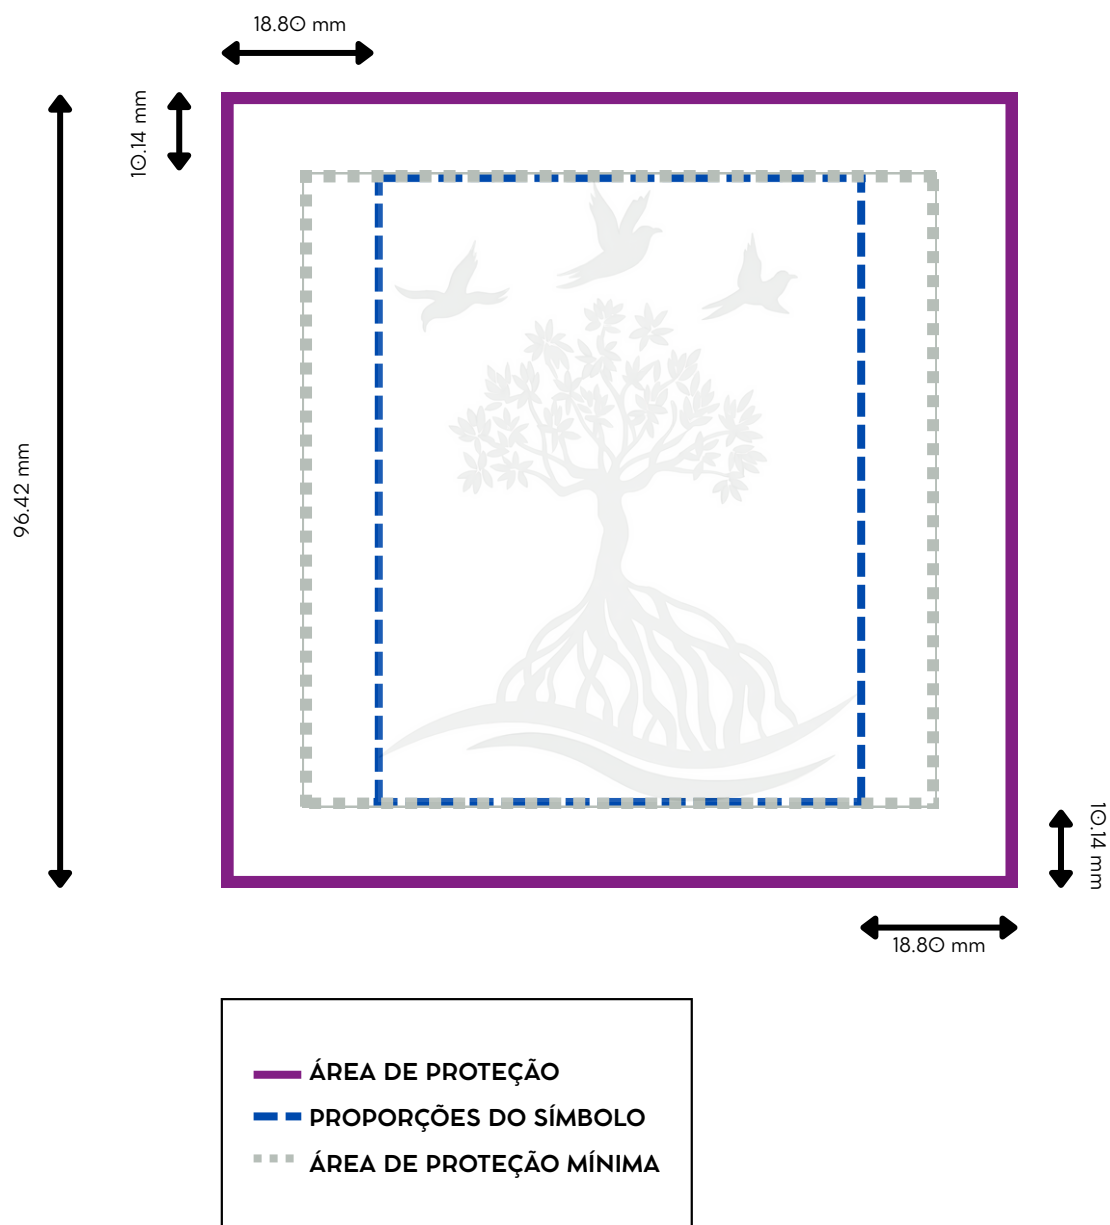 18.80 mm
10.14 mm
96.42 mm
10.14 mm
18.80 mm
ÁREA DE PROTEÇÃO
PROPORÇÕES DO SÍMBOLO
ÁREA DE PROTEÇÃO MÍNIMA